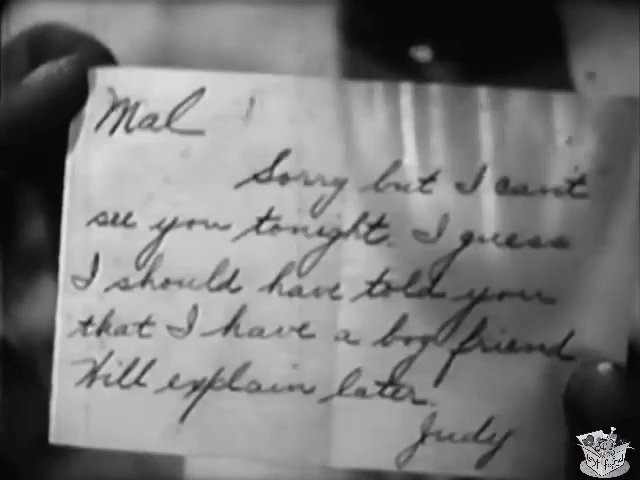 Mal
Sorry but I can't
see you tonight. I guess
I should have told you
that I have a boy friend
Will explain later.
Judy